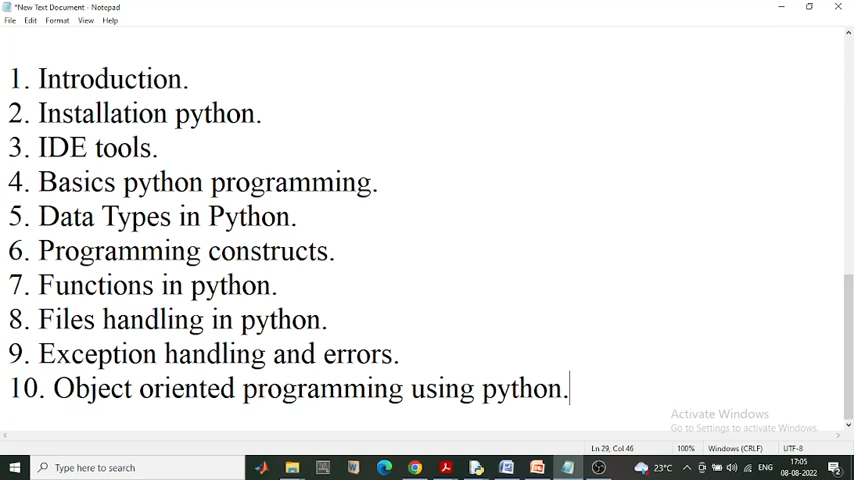 *New Text Document - Notepad
File Edit Format View Help
1. Introduction.
2. Installation python.
3. IDE tools.
4. Basics python programming.
5. Data Types in Python.
6. Programming constructs.
7. Functions in python.
8. Files handling in python.
9. Exception handling and errors.
10. Object oriented programming using python.
Activate Windows
Go to Settings to activate Windows.
Ln 29, Col 46 100% Windows (CRLF) UTF-8
Type here to search 23°C ENG 17:05 08-08-2022 2